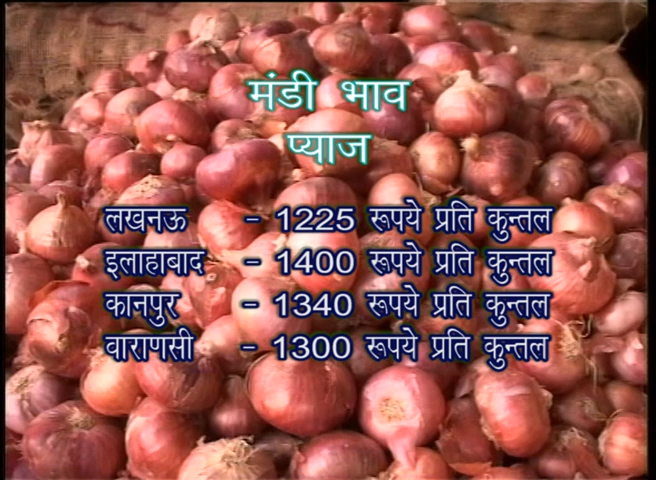 मंडी भाव
प्याज
लखनऊ - 1225 रूपये प्रति कुन्तल
इलाहाबाद - 1400 रूपये प्रति कुन्तल
कानपुर - 1340 रूपये प्रति कुन्तल
वाराणसी - 1300 रूपये प्रति कुन्तल